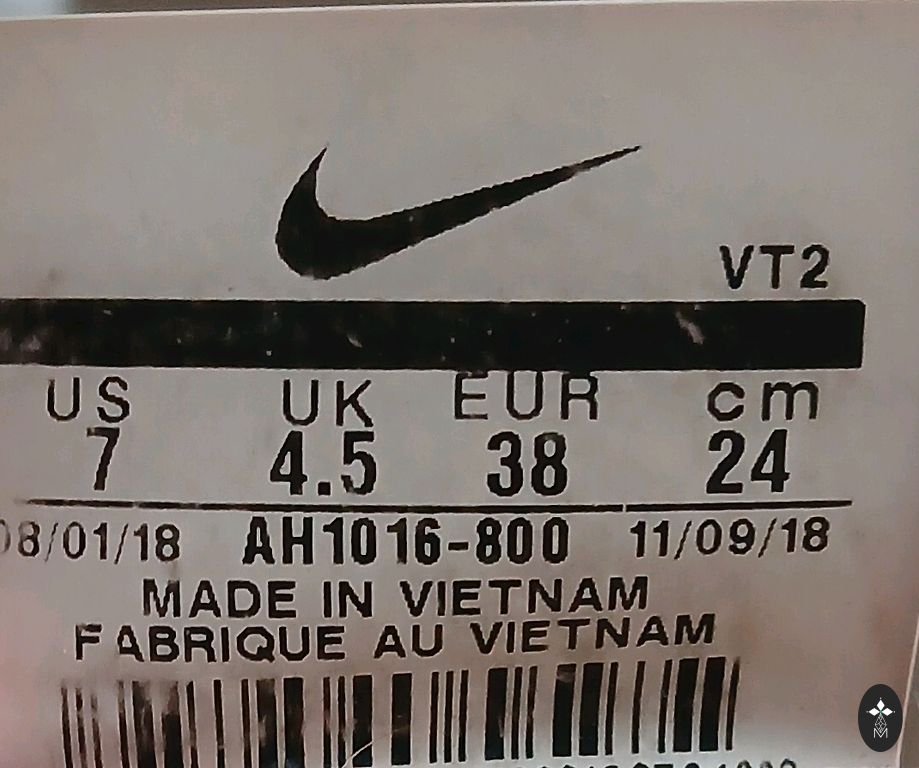 VT2
US UK EUR cm
7 4.5 38 24
08/01/18 AH1016-800 11/09/18
MADE IN VIETNAM
FABRIQUE AU VIETNAM
M